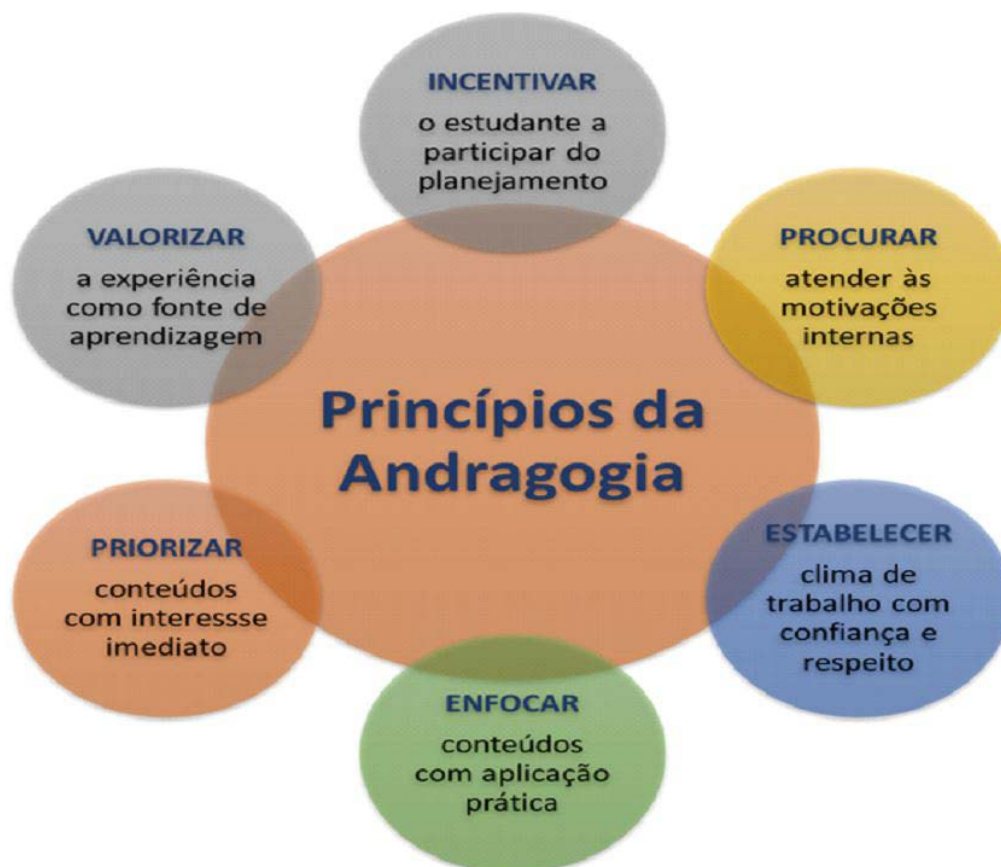 INCENTIVAR
o estudante a
participar do
planejamento
VALORIZAR
a experiência
como fonte de
aprendizagem
PROCURAR
atender às
motivações
internas
Princípios da
Andragogia
PRIORIZAR
conteúdos
com interessse
imediato
ESTABELECER
clima de
trabalho com
confiança e
respeito
ENFOCAR
conteúdos
com aplicação
prática